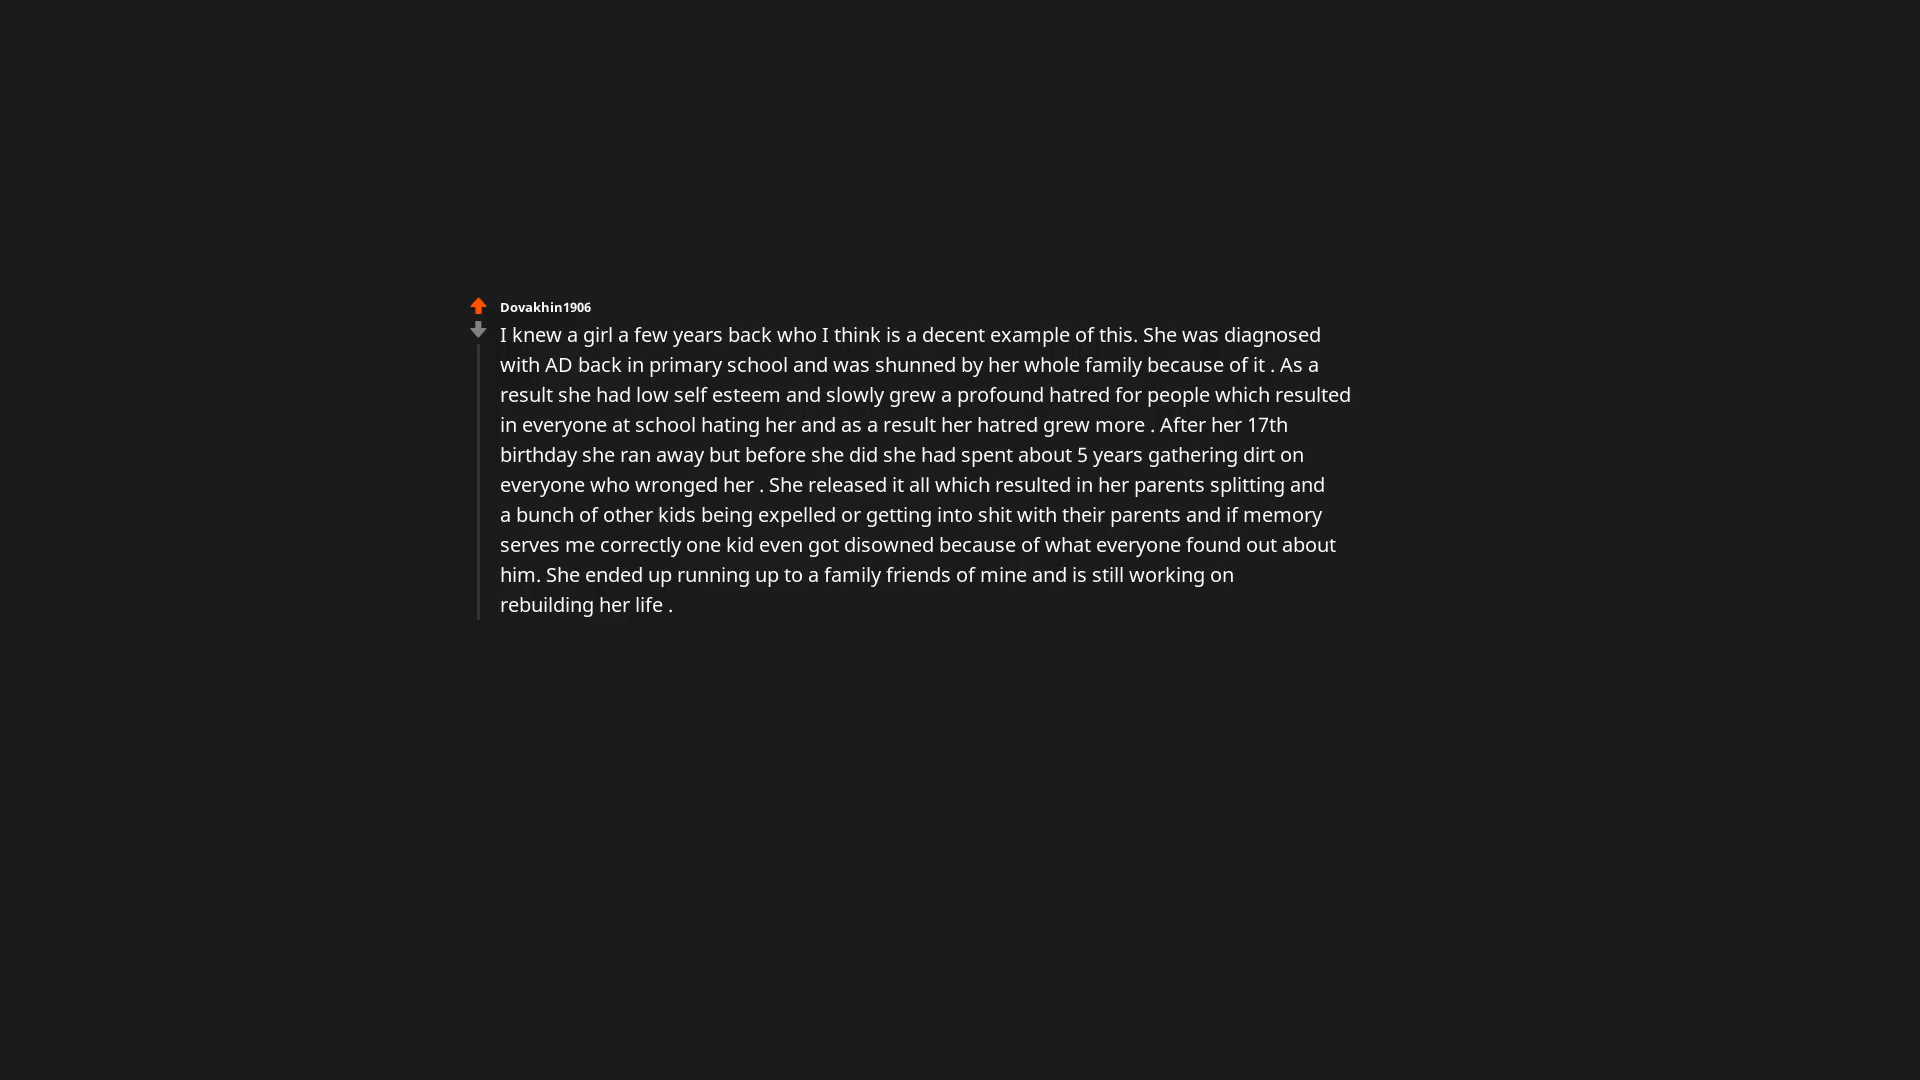 Dovakhin1906
I knew a girl a few years back who I think is a decent example of this. She was diagnosed
with AD back in primary school and was shunned by her whole family because of it . As a
result she had low self esteem and slowly grew a profound hatred for people which resulted
in everyone at school hating her and as a result her hatred grew more . After her 17th
birthday she ran away but before she did she had spent about 5 years gathering dirt on
everyone who wronged her . She released it all which resulted in her parents splitting and
a bunch of other kids being expelled or getting into shit with their parents and if memory
serves me correctly one kid even got disowned because of what everyone found out about
him. She ended up running up to a family friends of mine and is still working on
rebuilding her life .